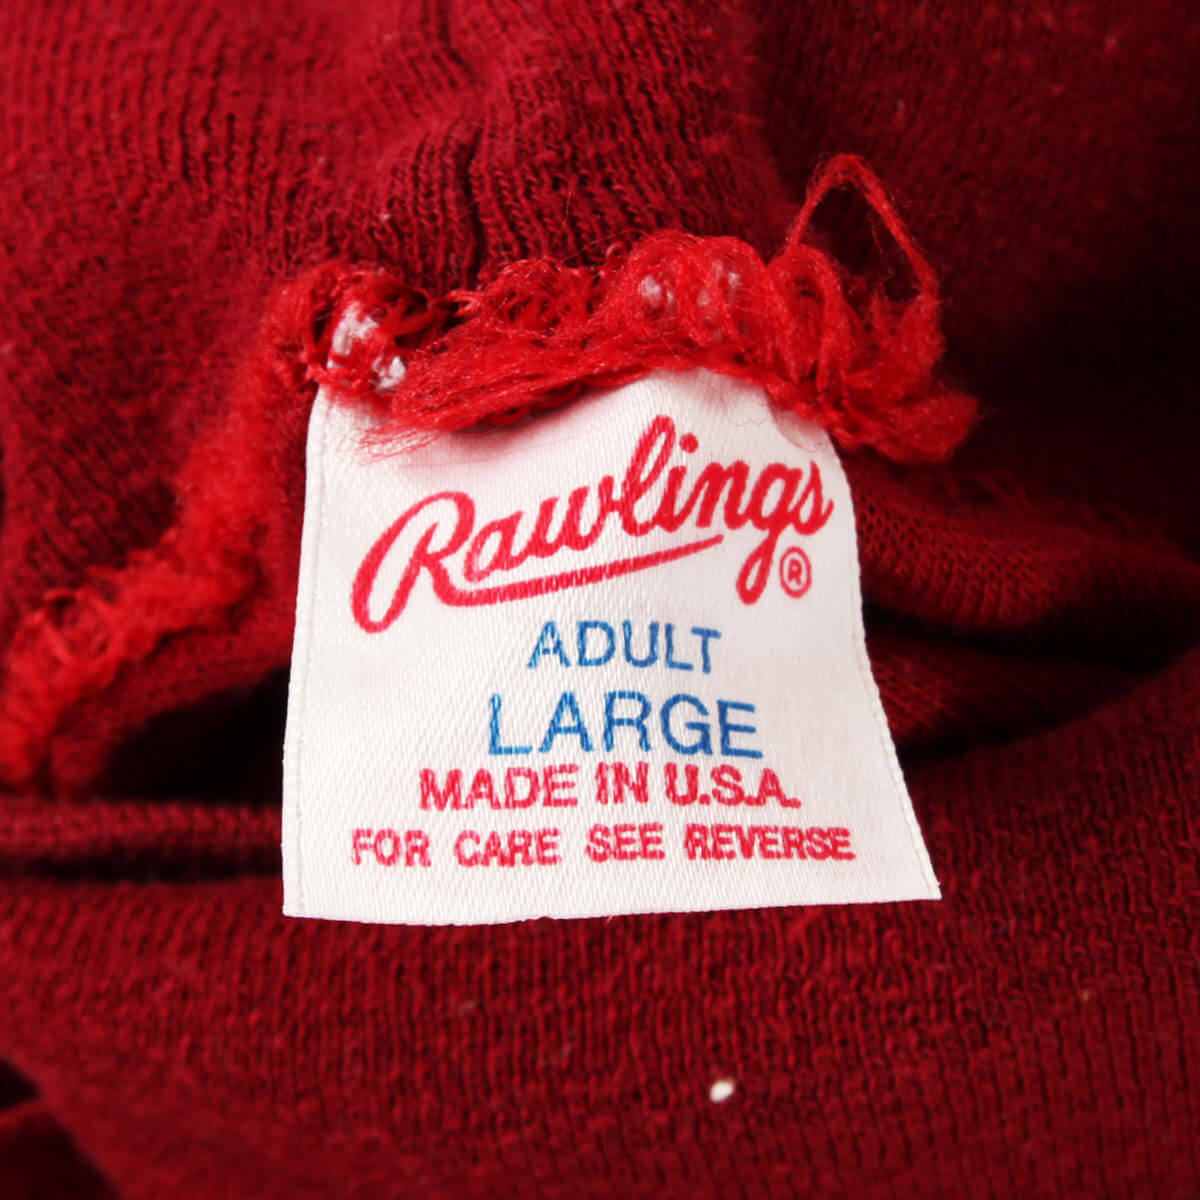 Rawlings®
ADULT
LARGE
MADE IN U.S.A.
FOR CARE SEE REVERSE